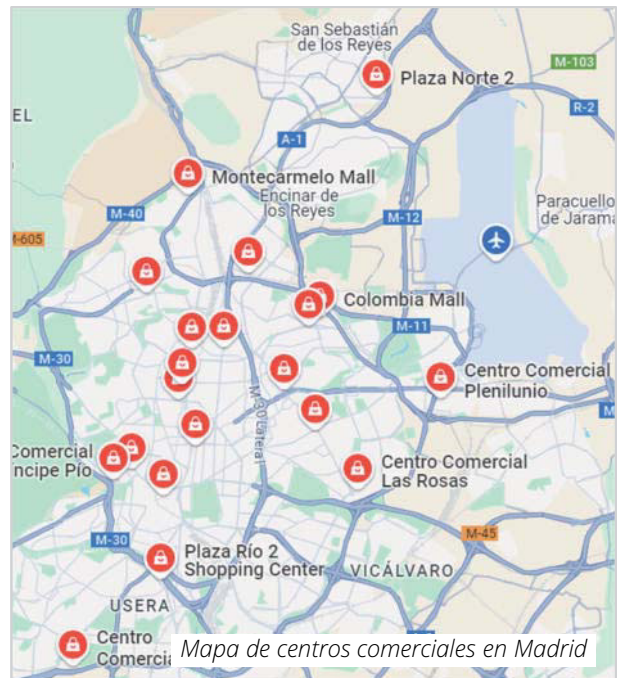 San Sebastián
de los Reyes
M-103
Plaza Norte 2
EL
R-2
A-1
Montecarmelo Mall
Encinar de
los Reyes
Paracuello
de Jarama
M-40
M-12
M-605
Colombia Mall
M-11
M-30
Centro Comercial
Plenilunio
M-30 Lateral
M
Comercial
ncipe Pío
Centro Comercial
Las Rosas
M-45
M-30
Plaza Río 2
Shopping Center
VICÁLVARO
USERA
Centro
Comercia
Mapa de centros comerciales en Madrid